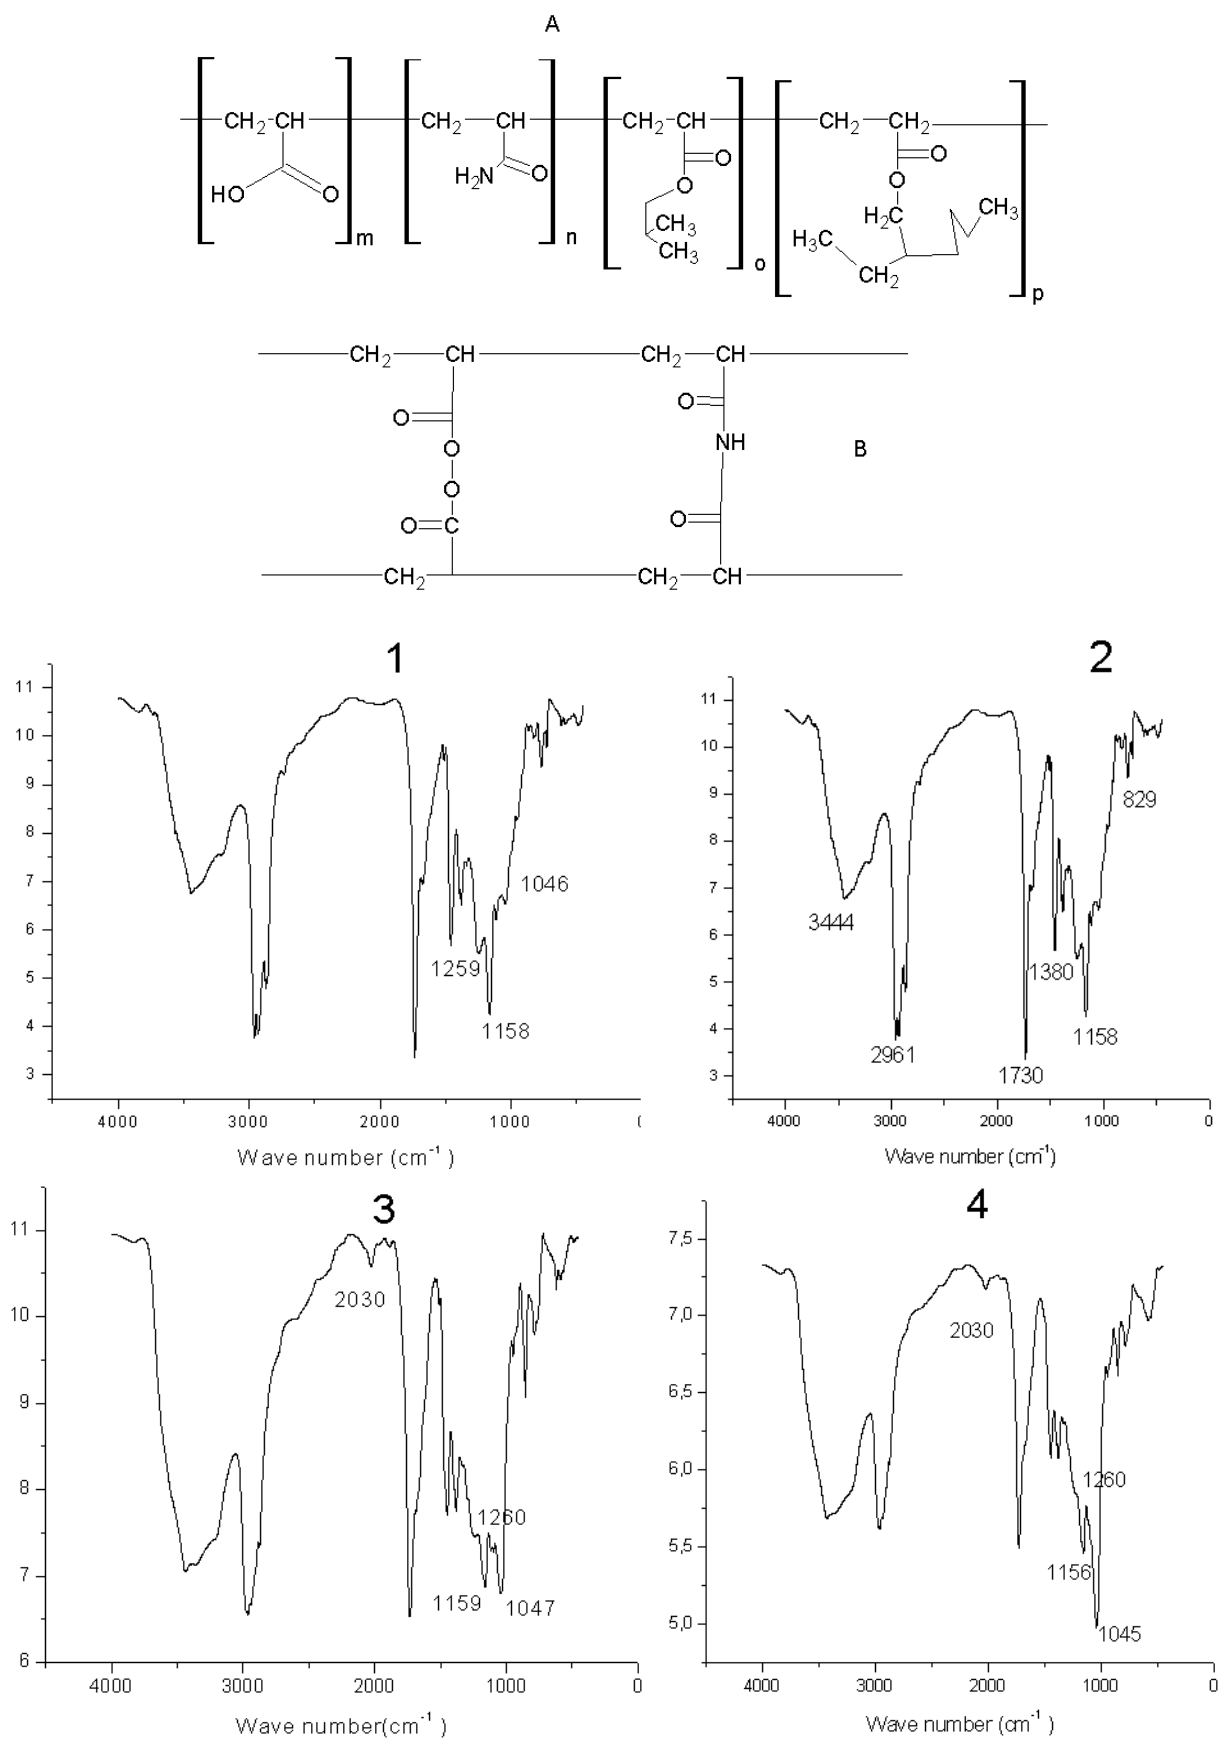 A
CH2 CH CH2 CH CH2 CH CH2 CH2
HO O H2N O O O O O
m n o p
CH3 CH3 H2C H3C CH2 CH3
CH2 CH CH2 CH
O O
O NH B
O
O C O
CH2 CH2 CH
1
11
10
9
8
7
6
5
4
3
1046
1259
1158
4000 3000 2000 1000 0
Wave number (cm-1 )
2
11
10
9
8
7
6
5
4
3
829
3444
1380
2961
1158
1730
4000 3000 2000 1000 0
Wave number (cm-1)
3
11
10
9
8
7
6
2030
1260
1159
1047
4000 3000 2000 1000 0
Wave number(cm-1 )
4
7,5
7,0
6,5
6,0
5,5
5,0
2030
1260
1156
1045
4000 3000 2000 1000 0
Wave number (cm-1 )